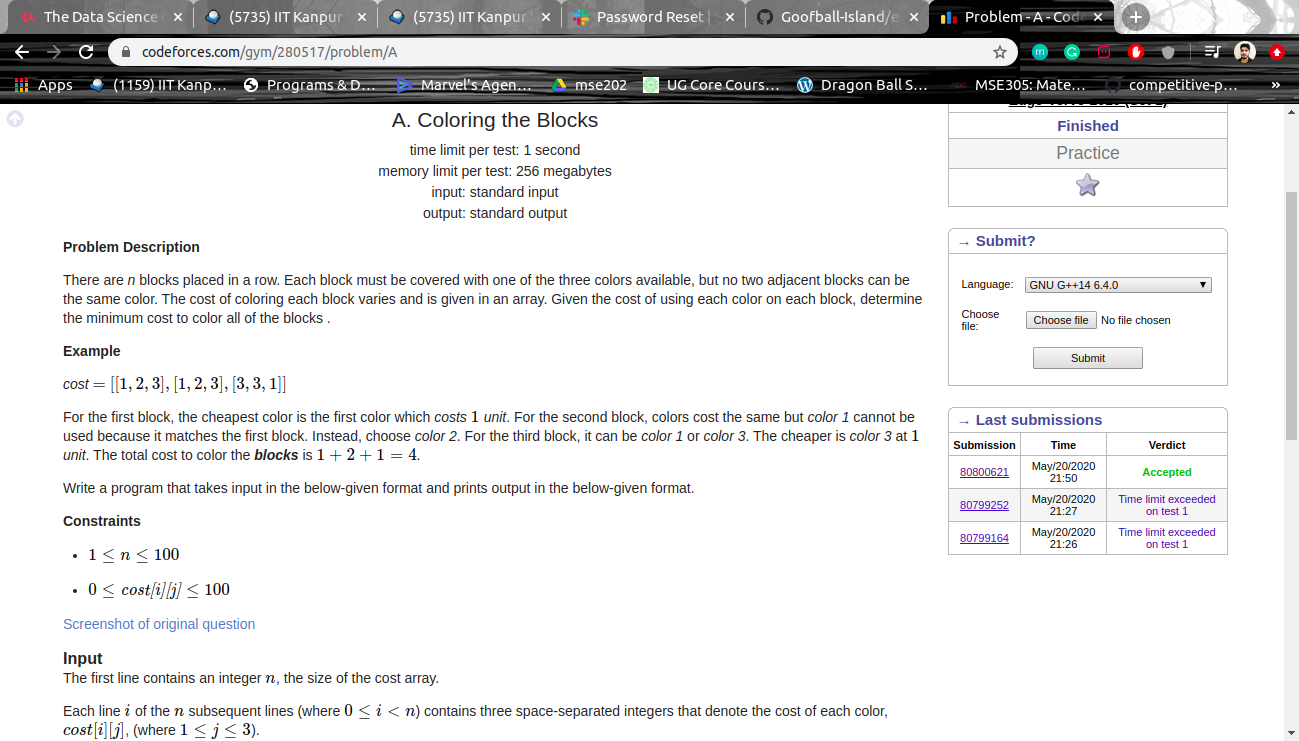 The Data Science
(5735) IIT Kanpur
(5735) IIT Kanpur
Password Reset |
Goofball-Island/e
Problem - A - Code
codeforces.com/gym/280517/problem/A
Apps
(1159) IIT Kanp...
Programs & D...
Marvel's Agen...
mse202
UG Core Cours...
Dragon Ball S...
MSE305: Mate...
competitive-p...
»
A. Coloring the Blocks
time limit per test: 1 second
memory limit per test: 256 megabytes
input: standard input
output: standard output
Problem Description
There are n blocks placed in a row. Each block must be covered with one of the three colors available, but no two adjacent blocks can be
the same color. The cost of coloring each block varies and is given in an array. Given the cost of using each color on each block, determine
the minimum cost to color all of the blocks .
Example
cost = [[1, 2, 3], [1, 2, 3], [3, 3, 1]]
For the first block, the cheapest color is the first color which costs 1 unit. For the second block, colors cost the same but color 1 cannot be
used because it matches the first block. Instead, choose color 2. For the third block, it can be color 1 or color 3. The cheaper is color 3 at 1
unit. The total cost to color the blocks is 1 + 2 + 1 = 4.
Write a program that takes input in the below-given format and prints output in the below-given format.
Constraints
• 1 ≤ n ≤ 100
• 0 ≤ cost[i][j] ≤ 100
Screenshot of original question
Input
The first line contains an integer n, the size of the cost array.
Each line i of the n subsequent lines (where 0 ≤ i < n) contains three space-separated integers that denote the cost of each color,
cost[i][j], (where 1 ≤ j ≤ 3).
Finished
Practice
→ Submit?
Language: GNU G++14 6.4.0
Choose
file: Choose file No file chosen
Submit
→ Last submissions
Submission Time Verdict
80800621 May/20/2020 21:50 Accepted
80799252 May/20/2020 21:27 Time limit exceeded on test 1
80799164 May/20/2020 21:26 Time limit exceeded on test 1